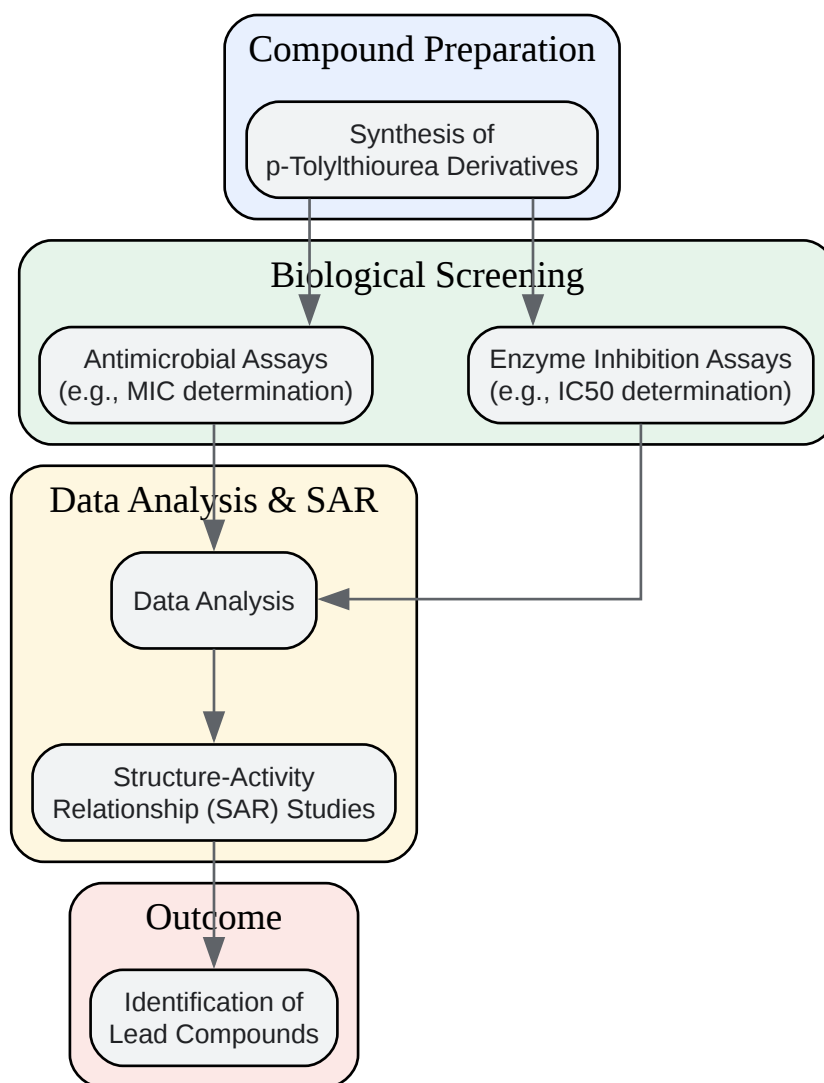 Compound Preparation
Synthesis of
p-Tolylthiourea Derivatives
Biological Screening
Antimicrobial Assays
(e.g., MIC determination)
Enzyme Inhibition Assays
(e.g., IC50 determination)
Data Analysis & SAR
Data Analysis
Structure-Activity
Relationship (SAR) Studies
Outcome
Identification of
Lead Compounds